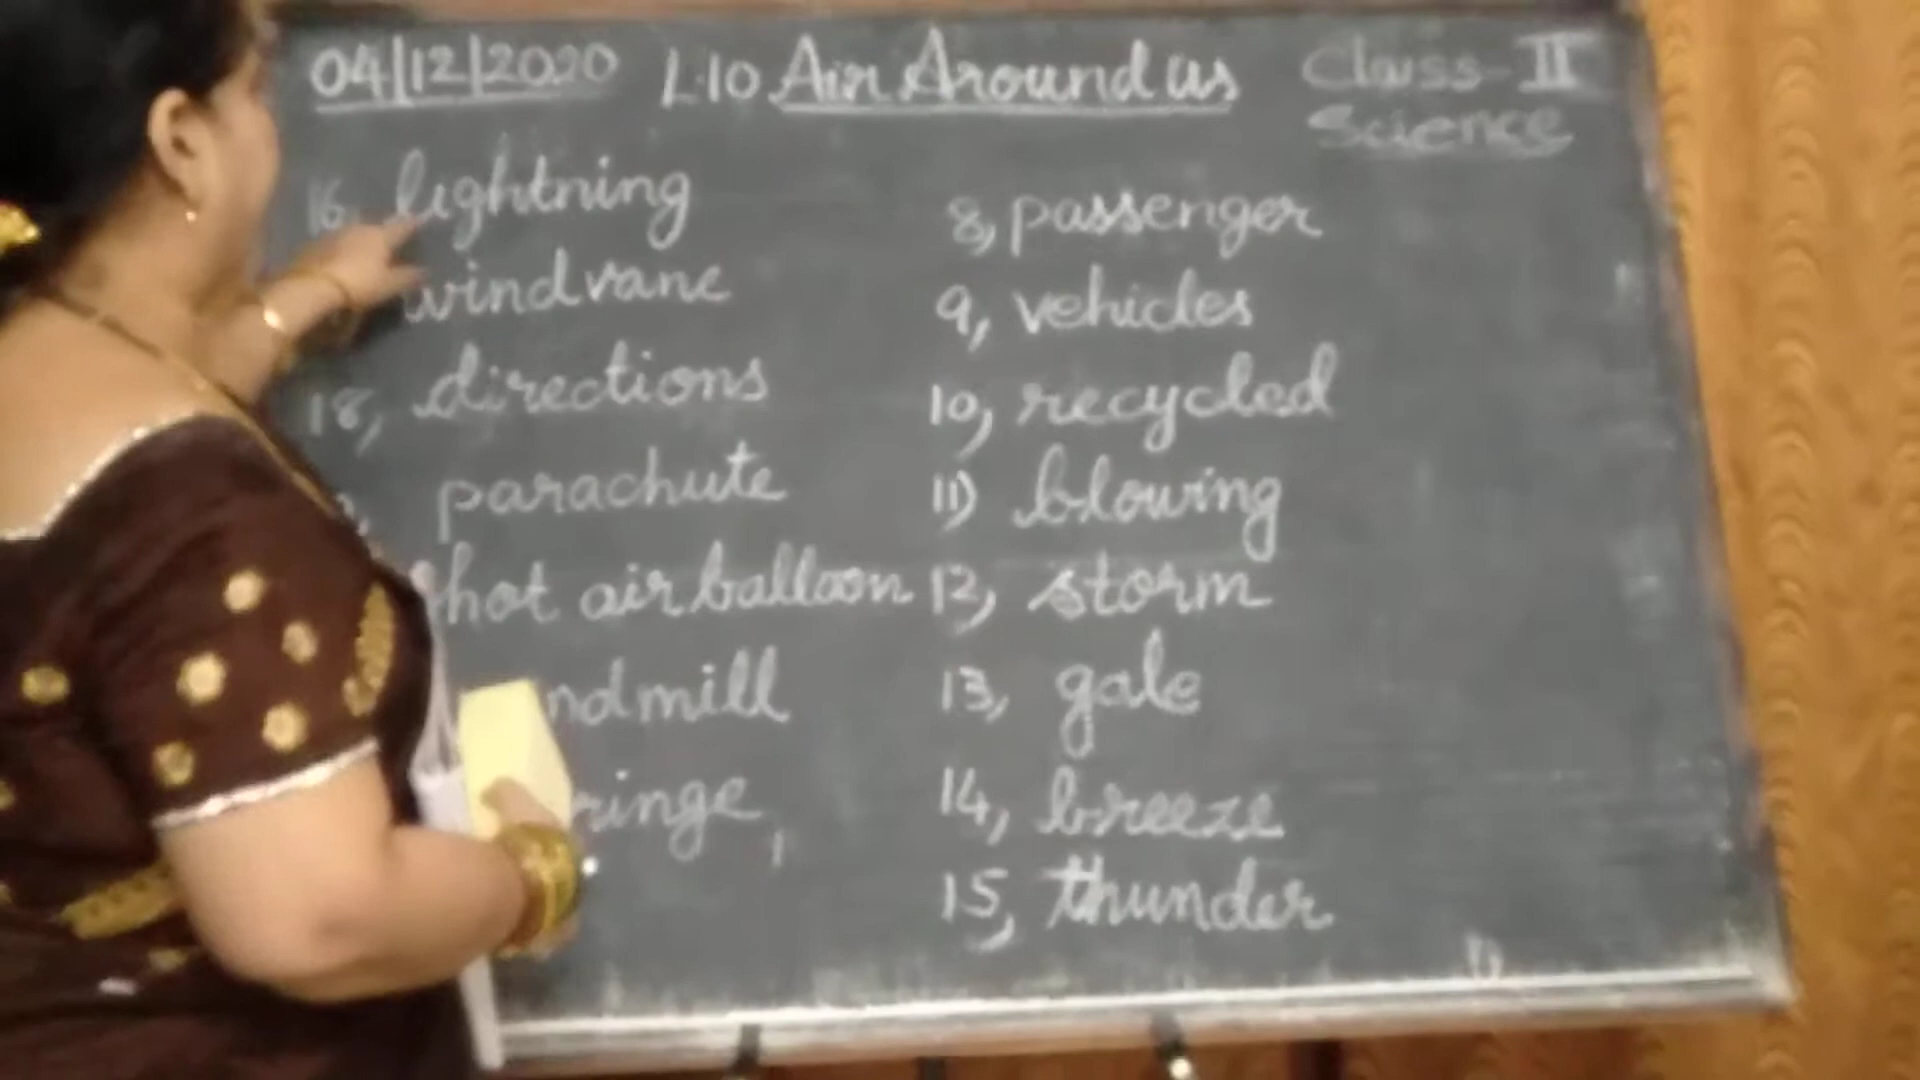 04/12/2020 L-10 Air Around us Class-II
Science
16, lightning
windvane
18, directions
parachute
hot air balloon
ndmill
ringe,
8, passenger
9, vehicles
10, recycled
11) blowing
12, storm
13, gale
14, breeze
15, thunder